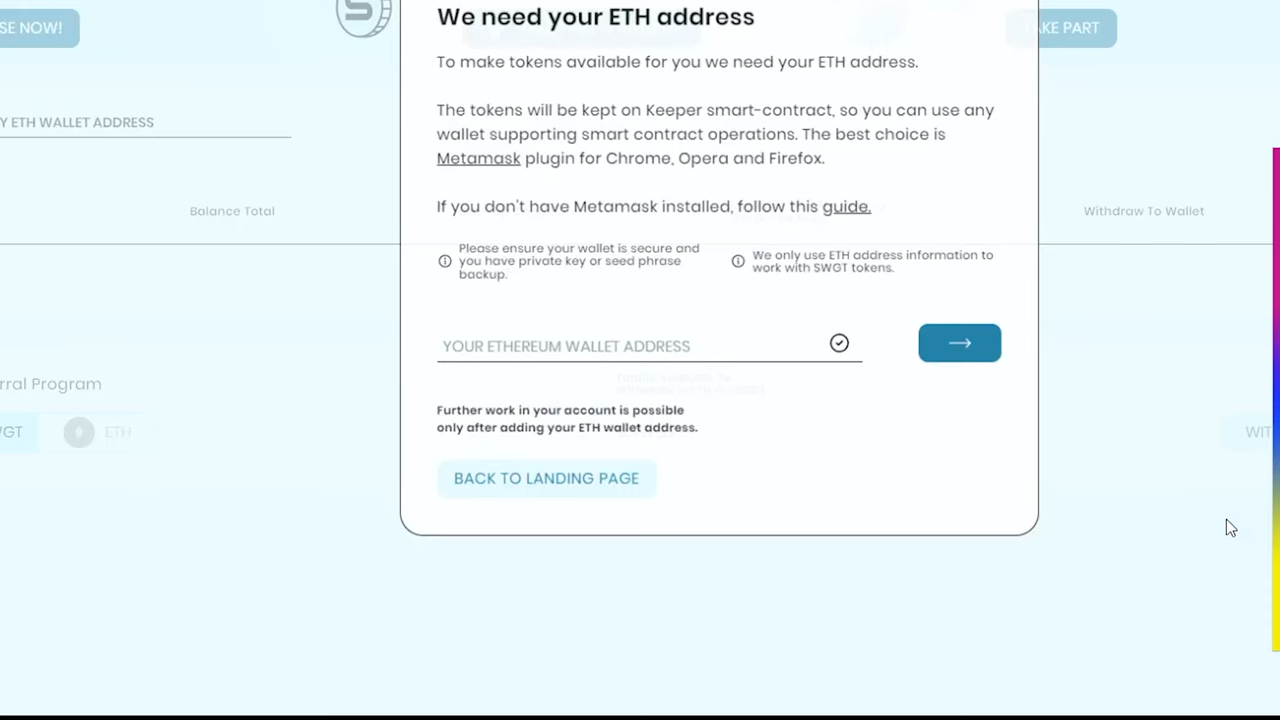 We need your ETH address
SE NOW!
AKE PART
To make tokens available for you we need your ETH address.
The tokens will be kept on Keeper smart-contract, so you can use any
wallet supporting smart contract operations. The best choice is
Metamask plugin for Chrome, Opera and Firefox.
Y ETH WALLET ADDRESS
If you don't have Metamask installed, follow this guide.
Balance Total
Withdraw To Wallet
Please ensure your wallet is secure and
you have private key or seed phrase
backup.
We only use ETH address information to
work with SWGT tokens.
YOUR ETHEREUM WALLET ADDRESS
rral Program
Further work in your account is possible
only after adding your ETH wallet address.
GT
ETH
WIT
BACK TO LANDING PAGE